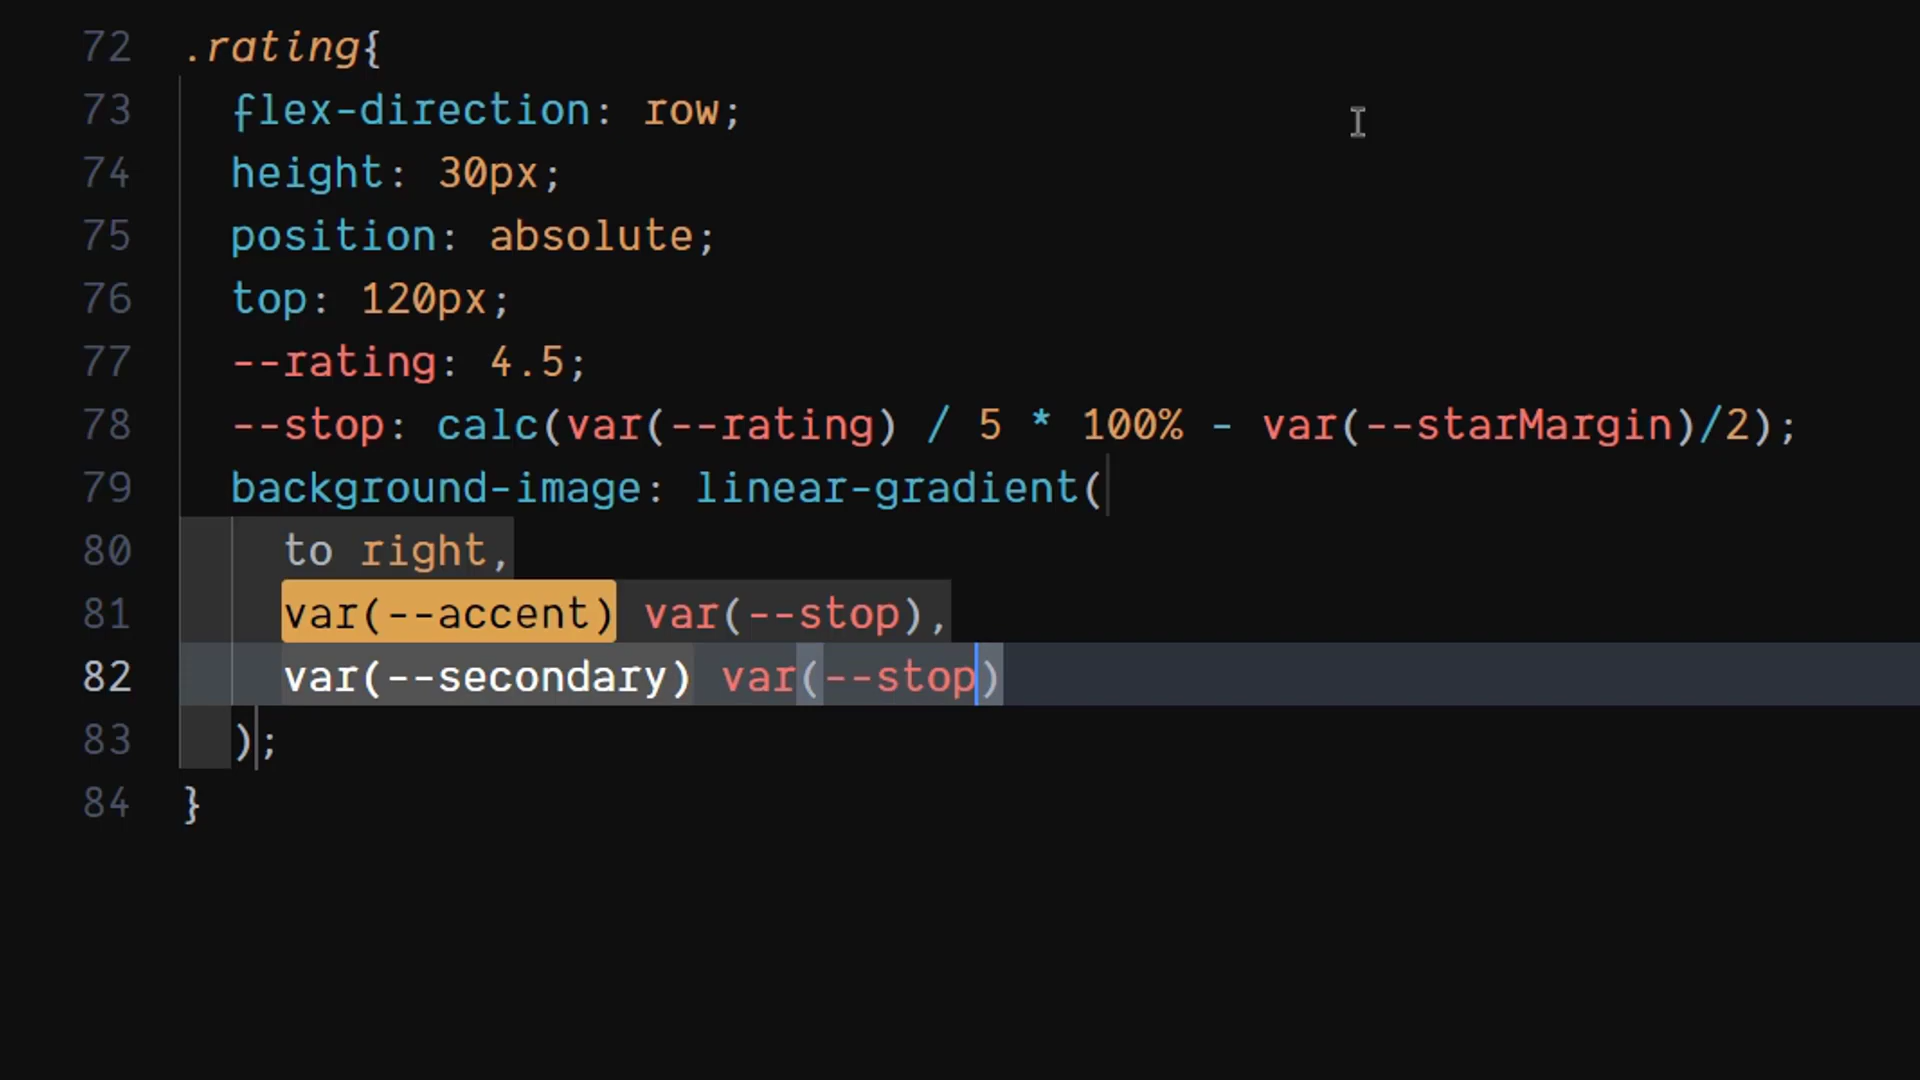 72 .rating{
73 flex-direction: row;
74 height: 30px;
75 position: absolute;
76 top: 120px;
77 --rating: 4.5;
78 --stop: calc(var(--rating) / 5 * 100% - var(--starMargin)/2);
79 background-image: linear-gradient(
80 to right,
81 var(--accent) var(--stop),
82 var(--secondary) var(--stop)
83 );
84 }